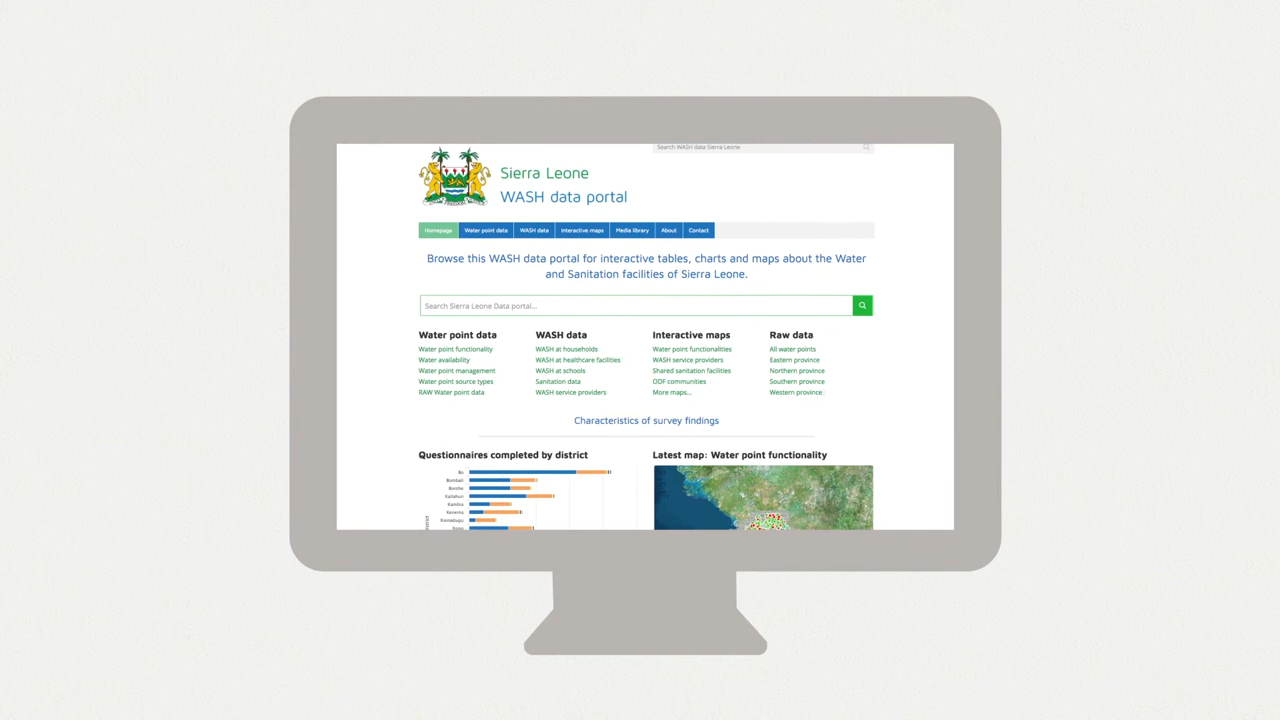 Search WASH data Sierra Leone
Sierra Leone
WASH data portal
Homepage Water point data WASH data Interactive maps Media library About Contact
Browse this WASH data portal for interactive tables, charts and maps about the Water
and Sanitation facilities of Sierra Leone.
Search Sierra Leone Data portal...
Water point data
Water point functionality
Water availability
Water point management
Water point source types
RAW Water point data
WASH data
WASH at households
WASH at healthcare facilities
WASH at schools
Sanitation data
WASH service providers
Interactive maps
Water point functionalities
WASH service providers
Shared sanitation facilities
ODF communities
More maps...
Raw data
All water points
Eastern province
Northern province
Southern province
Western province
Characteristics of survey findings
Questionnaires completed by district
Bo
Bombali
Bonthe
Kailahun
Kambia
Kenema
Koinadugu
Kono
Latest map: Water point functionality